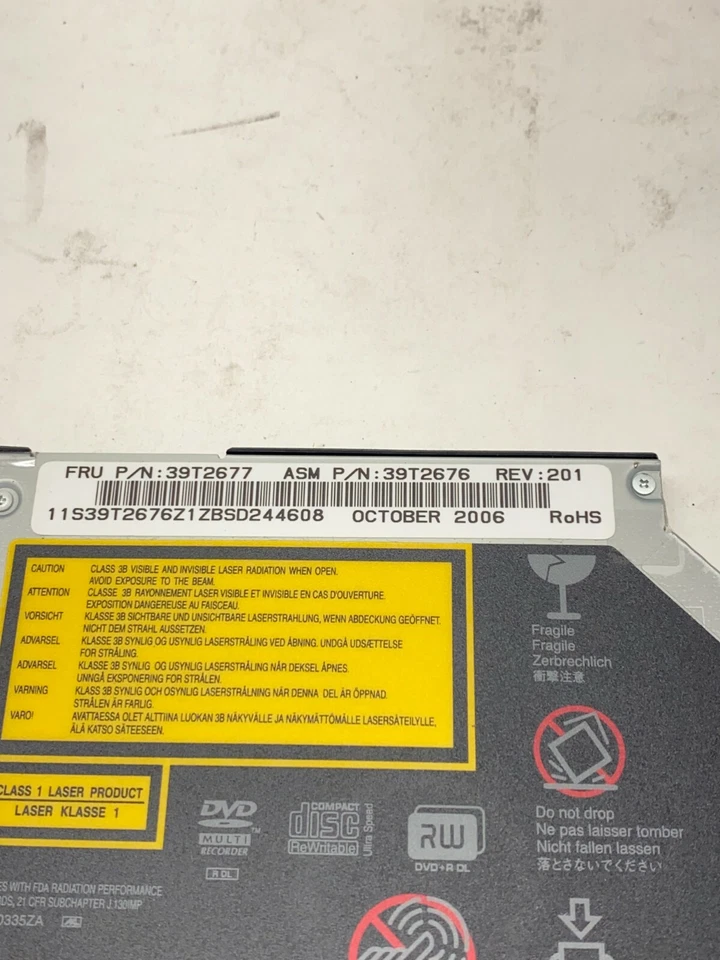 FRU P/N:39T2677 ASM P/N:39T2676 REV:201
11S39T2676Z1ZBSD244608 OCTOBER 2006 RoHS
CAUTION CLASS 3B VISIBLE AND INVISIBLE LASER RADIATION WHEN OPEN.
AVOID EXPOSURE TO THE BEAM.
ATTENTION CLASSE 3B RAYONNEMENT LASER VISIBLE ET INVISIBLE EN CAS D'OUVERTURE.
EXPOSITION DANGEREUSE AU FAISCEAU.
VORSICHT KLASSE 3B SICHTBARE UND UNSICHTBARE LASERSTRAHLUNG, WENN ABDECKUNG GEÖFFNET.
NICHT DEM STRAHL AUSSETZEN.
ADVARSEL KLASSE 3B SYNLIG OG USYNLIG LASERSTRÅLING VED ÅBNING. UNDGÅ UDSÆTTELSE
FOR STRÅLING.
ADVARSEL KLASSE 3B SYNLIG OG USYNLIG LASERSTRÅLING NÅR DEKSEL ÅPNES.
UNNGÅ EKSPONERING FOR STRÅLEN.
VARNING KLASS 3B SYNLIG OCH OSYNLIG LASERSTRÅLNING NÄR DENNA DEL ÄR ÖPPNAD.
STRÅLEN ÄR FARLIG.
VARO! AVATTAESSA OLET ALTTIINA LUOKAN 3B NÄKYVÄLLE JA NÄKYMÄTTÖMÄLLE LASERSÄTEILYLLE,
ÄLÄ KATSO SÄTEESEEN.
Fragile
Fragile
Zerbrechlich
衝撃注意
CLASS 1 LASER PRODUCT
LASER KLASSE 1
DVD
MULTI
RECORDER
R DL
COMPACT
disc
ReWritable
Ultra Speed
RW
DVD+R DL
Do not drop
Ne pas laisser tomber
Nicht fallen lassen
落とさないでください
ES WITH FDA RADIATION PERFORMANCE
DS, 21 CFR SUBCHAPTER J.130IMP
0335ZA